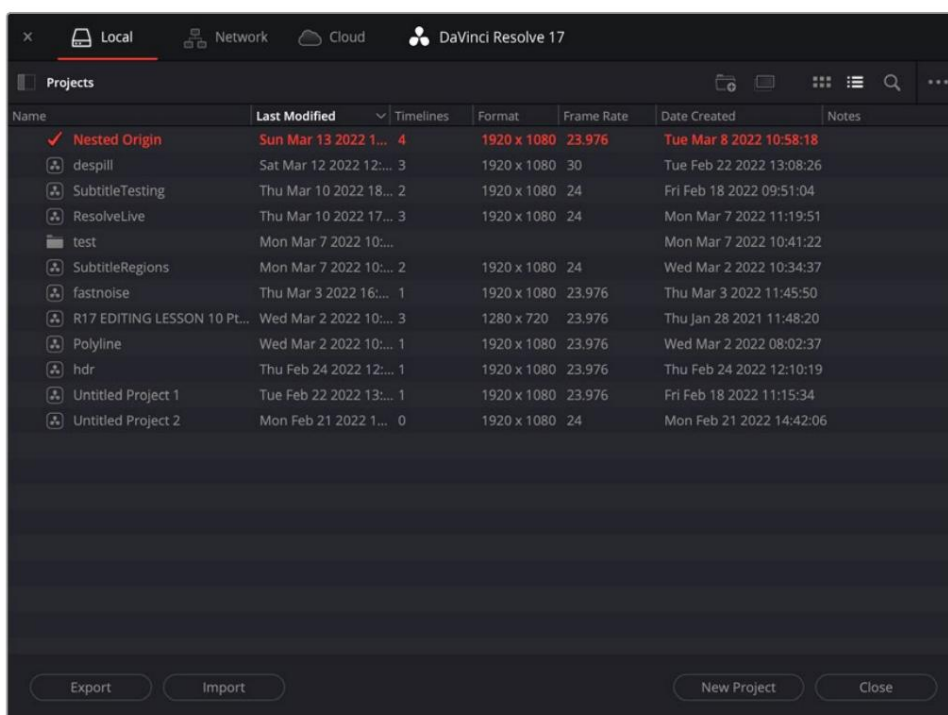 Local Network Cloud DaVinci Resolve 17
Projects
Name Last Modified Timelines Format Frame Rate Date Created Notes
Nested Origin Sun Mar 13 2022 1... 4 1920 x 1080 23.976 Tue Mar 8 2022 10:58:18
despill Sat Mar 12 2022 12:... 3 1920 x 1080 30 Tue Feb 22 2022 13:08:26
SubtitleTesting Thu Mar 10 2022 18... 2 1920 x 1080 24 Fri Feb 18 2022 09:51:04
ResolveLive Thu Mar 10 2022 17... 3 1920 x 1080 24 Mon Mar 7 2022 11:19:51
test Mon Mar 7 2022 10:... Mon Mar 7 2022 10:41:22
SubtitleRegions Mon Mar 7 2022 10:... 2 1920 x 1080 24 Wed Mar 2 2022 10:34:37
fastnoise Thu Mar 3 2022 16:... 1 1920 x 1080 23.976 Thu Mar 3 2022 11:45:50
R17 EDITING LESSON 10 Pt... Wed Mar 2 2022 10:... 3 1280 x 720 23.976 Thu Jan 28 2021 11:48:20
Polyline Wed Mar 2 2022 10:... 1 1920 x 1080 23.976 Wed Mar 2 2022 08:02:37
hdr Thu Feb 24 2022 12:... 1 1920 x 1080 23.976 Thu Feb 24 2022 12:10:19
Untitled Project 1 Tue Feb 22 2022 13:... 1 1920 x 1080 23.976 Fri Feb 18 2022 11:15:34
Untitled Project 2 Mon Feb 21 2022 1... 0 1920 x 1080 24 Mon Feb 21 2022 14:42:06
Export Import New Project Close